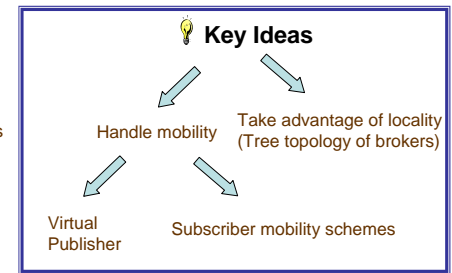 Key Ideas
s
Handle mobility
Take advantage of locality
(Tree topology of brokers)
Virtual
Publisher
Subscriber mobility schemes